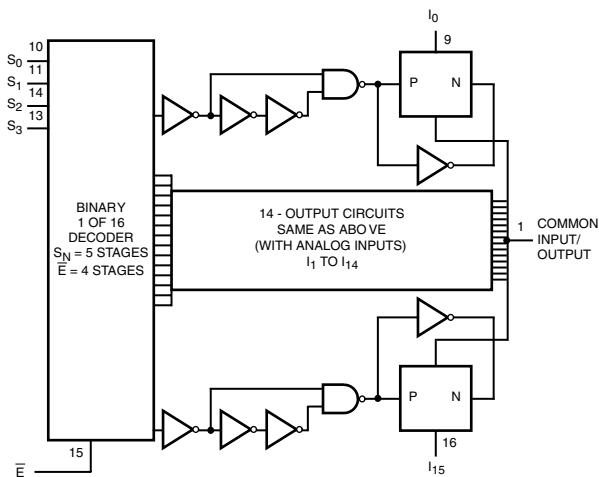 I0
10
9
S0
11
S1
14
S2
13
S3
P N
BINARY
1 OF 16
DECODER
SN = 5 STAGES
E = 4 STAGES
14 - OUTPUT CIRCUITS
SAME AS ABOVE
(WITH ANALOG INPUTS)
I1 TO I14
1
COMMON
INPUT/
OUTPUT
P N
15
16
E
I15